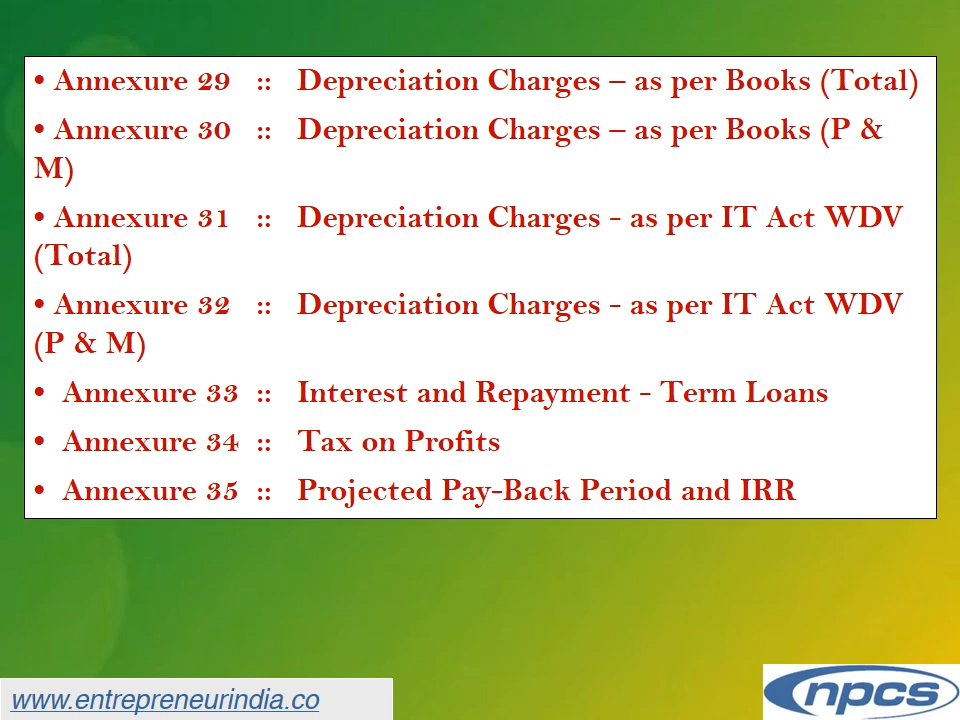 • Annexure 29 :: Depreciation Charges – as per Books (Total)
• Annexure 30 :: Depreciation Charges – as per Books (P &
M)
• Annexure 31 :: Depreciation Charges - as per IT Act WDV
(Total)
• Annexure 32 :: Depreciation Charges - as per IT Act WDV
(P & M)
• Annexure 33 :: Interest and Repayment - Term Loans
• Annexure 34 :: Tax on Profits
• Annexure 35 :: Projected Pay-Back Period and IRR
www.entrepreneurindia.co
npcs